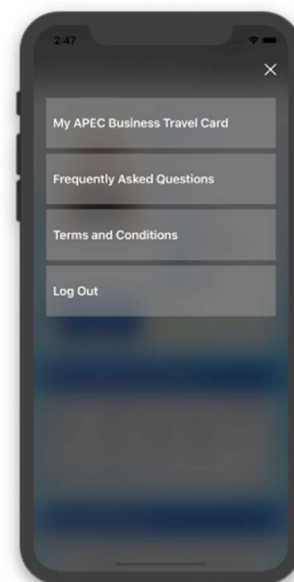 2:47
My APEC Business Travel Card
Frequently Asked Questions
Terms and Conditions
Log Out